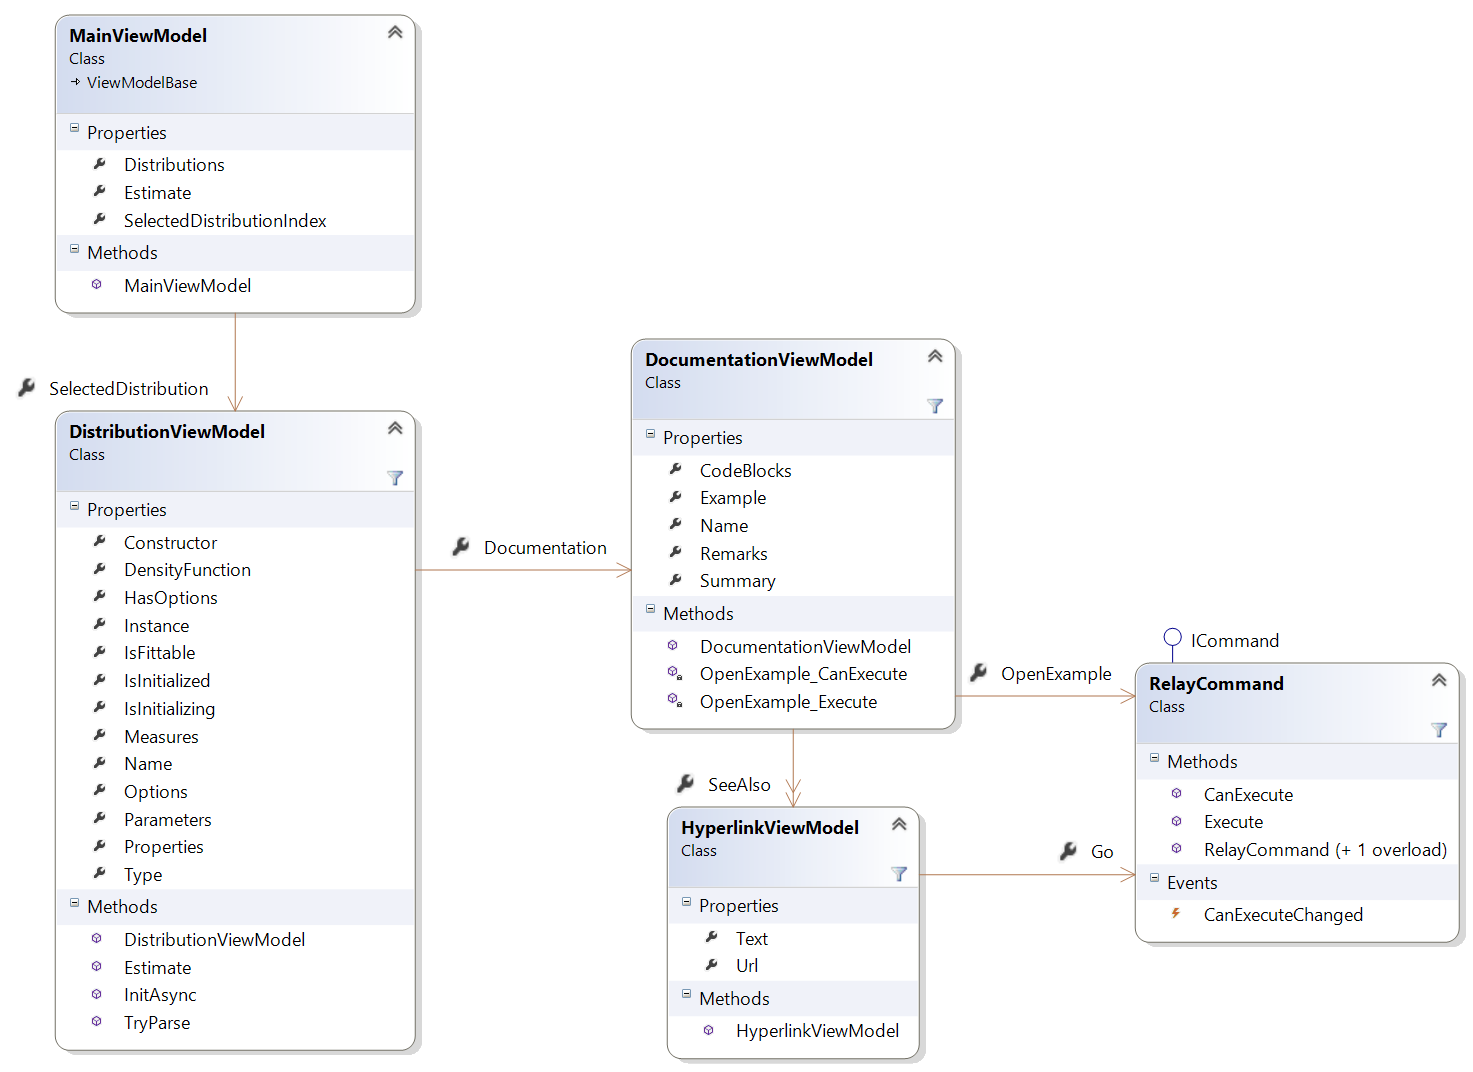 MainViewModel
Class
ViewModelBase
Properties
Distributions
Estimate
SelectedDistributionIndex
Methods
MainViewModel
SelectedDistribution
DistributionViewModel
Class
Properties
Constructor
DensityFunction
HasOptions
Instance
IsFittable
IsInitialized
IsInitializing
Measures
Name
Options
Parameters
Properties
Type
Methods
DistributionViewModel
Estimate
InitAsync
TryParse
Documentation
DocumentationViewModel
Class
Properties
CodeBlocks
Example
Name
Remarks
Summary
Methods
DocumentationViewModel
OpenExample_CanExecute
OpenExample_Execute
SeeAlso
HyperlinkViewModel
Class
Properties
Text
Url
Methods
HyperlinkViewModel
OpenExample
Go
ICommand
RelayCommand
Class
Methods
CanExecute
Execute
RelayCommand (+ 1 overload)
Events
CanExecuteChanged